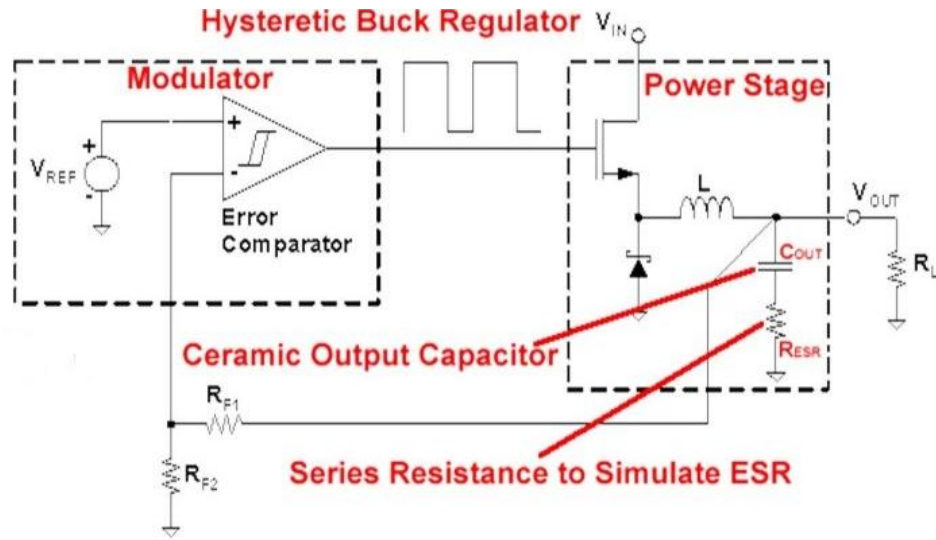 Hysteretic Buck Regulator
VIN
Modulator
Power Stage
+
-
+
-
VREF
Error
Comparator
L
VOUT
COUT
RL
RESR
Ceramic Output Capacitor
RF1
RF2
Series Resistance to Simulate ESR